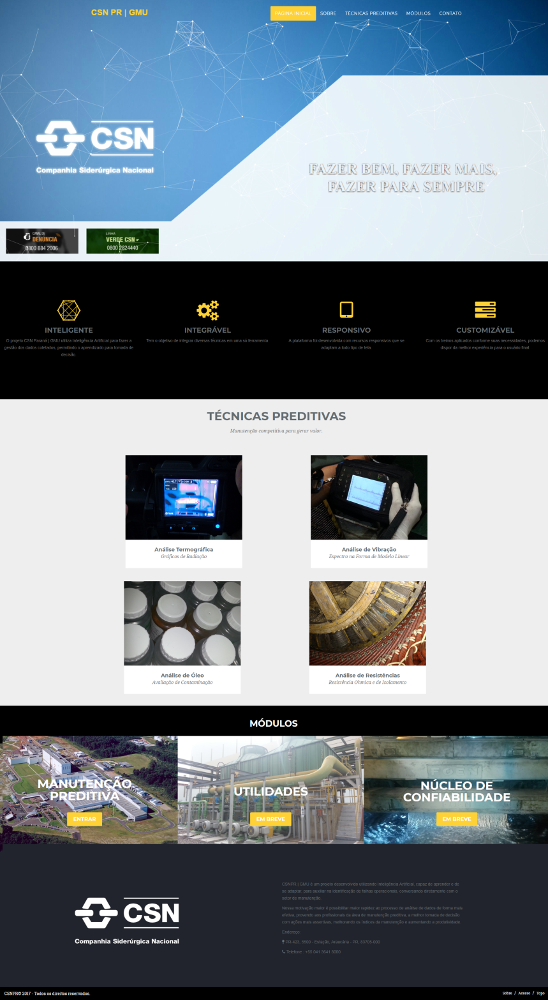 CSN PR | GMU
PÁGINA INICIAL
SOBRE
TÉCNICAS PREDITIVAS
MÓDULOS
CONTATO
CSN
Companhia Siderúrgica Nacional
FAZER BEM, FAZER MAIS,
FAZER PARA SEMPRE
CANAL DE
DENÚNCIA
0800 884 2006
LINHA
VERDE CSN
0800 2824440
INTELIGENTE
O projeto CSN Paraná | GMU utiliza Inteligência Artificial para fazer a
gestão dos dados coletados, permitindo o aprendizado para tomada de
decisão.
INTEGRÁVEL
Tem o objetivo de integrar diversas técnicas em uma só ferramenta.
RESPONSIVO
A plataforma foi desenvolvida com recursos responsivos que se
adaptam a todo tipo de tela
CUSTOMIZÁVEL
Com os treinos aplicados conforme suas necessidades, podemos
dispor da melhor experiência para o usuário final.
TÉCNICAS PREDITIVAS
Manutenção competitiva para gerar valor.
Análise Termográfica
Gráficos de Radiação
Análise de Vibração
Espectro na Forma de Modelo Linear
Análise de Óleo
Avaliação de Contaminação
Análise de Resistências
Resistência Ohmica e de Isolamento
MÓDULOS
MANUTENÇÃO
PREDITIVA
ENTRAR
UTILIDADES
EM BREVE
NÚCLEO DE
CONFIABILIDADE
EM BREVE
CSN
Companhia Siderúrgica Nacional
CSNPR | GMU é um projeto desenvolvido utilizando Inteligência Artificial, capaz de aprender e de
se adaptar, para auxiliar na identificação de falhas operacionais, conversando diretamente com o
setor de manutenção.
Nossa motivação maior é possibilitar maior rapidez ao processo de análise de dados de forma mais
efetiva, provendo aos profissionais da área de manutenção preditiva, a melhor tomada de decisão
com ações mais assertivas, melhorando os índices da manutenção e aumentando a produtividade.
Endereço:
PR-423, 5500 - Estação, Araucária - PR, 83705-000
Telefone : +55 041 3641 8000
CSNPR© 2017 - Todos os direitos reservados.
Sobre / Acesso / Topo